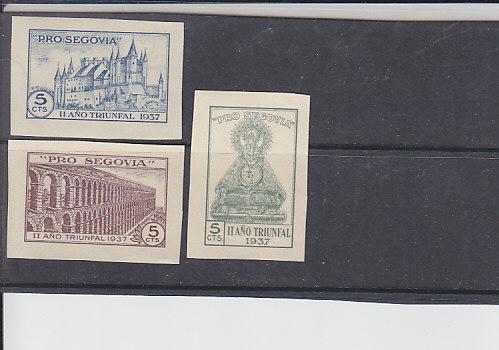 "PRO SEGOVIA"
5
CTS
II AÑO TRIUNFAL 1937
"PRO SEGOVIA"
II AÑO TRIUNFAL 1937
5
CTS
"PRO SEGOVIA"
5
CTS
II AÑO TRIUNFAL
1937